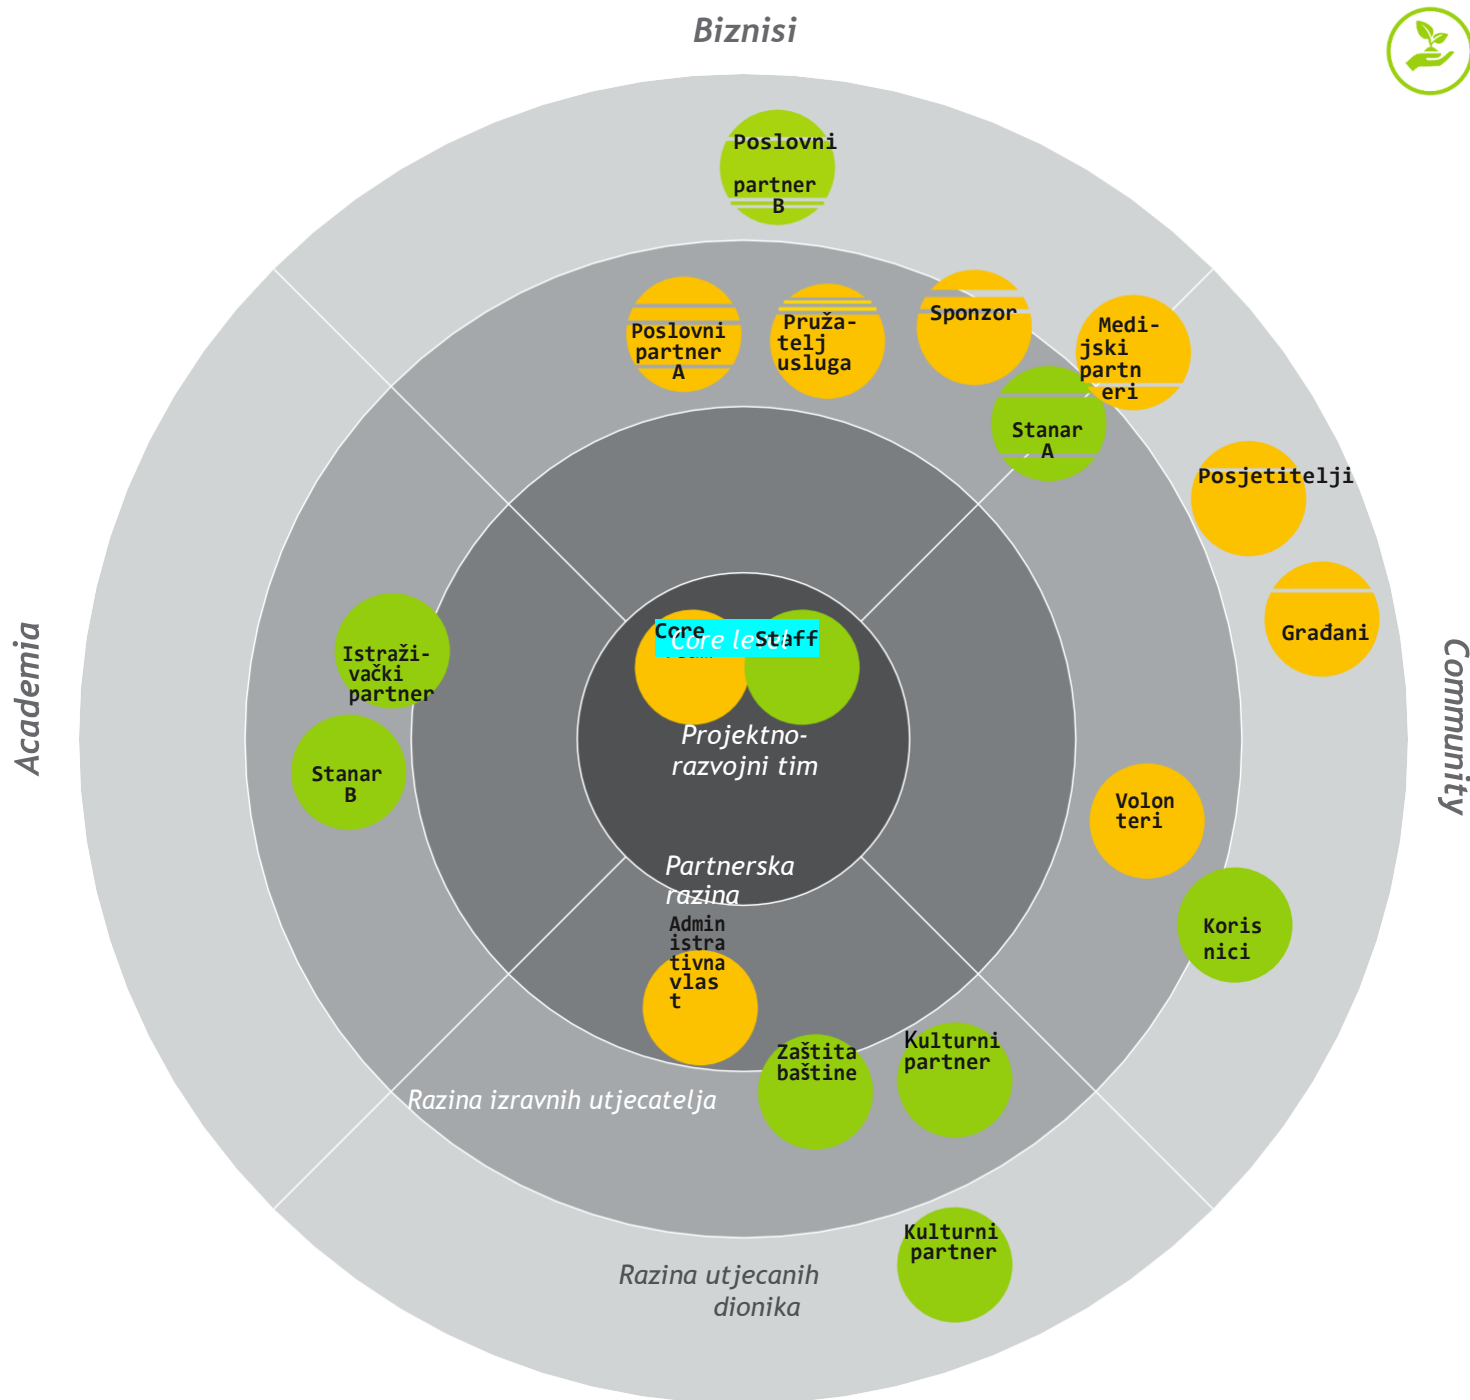 Biznisi
Poslovni
partner
B
Poslovni
partner
A
Pruža-
telj
usluga
Sponzor
Medi-
jski
partn
eri
Stanar
A
Posjetitelji
Građani
Academia
Community
Istraži-
vački
partner
Stanar
B
Core
Core level
Staff
Projektno-
razvojni tim
Volon
teri
Koris
nici
Partnerska
razina
Admin
istra
tivna
vlas
t
Zaštita
baštine
Kulturni
partner
Razina izravnih utjecatelja
Kulturni
partner
Razina utjecanih
dionika